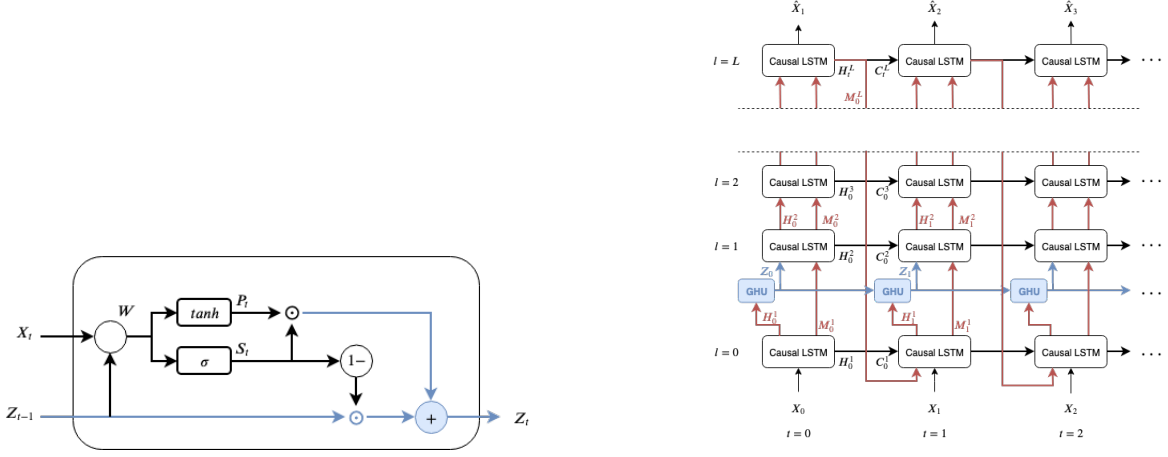 W
tanh
P_t
⊙
X_t
σ
S_t
1−
Z_{t−1}
⊙
+
Z_t
X̂_1
X̂_2
X̂_3
l = L
Causal LSTM
H_t^L
C_t^L
Causal LSTM
Causal LSTM
· · ·
M_0^L
l = 2
Causal LSTM
H_0^3
C_0^3
Causal LSTM
Causal LSTM
· · ·
H_0^2
M_0^2
H_1^2
M_1^2
l = 1
Causal LSTM
H_0^2
C_0^2
Causal LSTM
Causal LSTM
· · ·
Z_0
Z_1
GHU
GHU
GHU
· · ·
H_0^1
M_0^1
H_1^1
M_1^1
l = 0
Causal LSTM
H_0^1
C_0^1
Causal LSTM
Causal LSTM
· · ·
X_0
X_1
X_2
t = 0
t = 1
t = 2